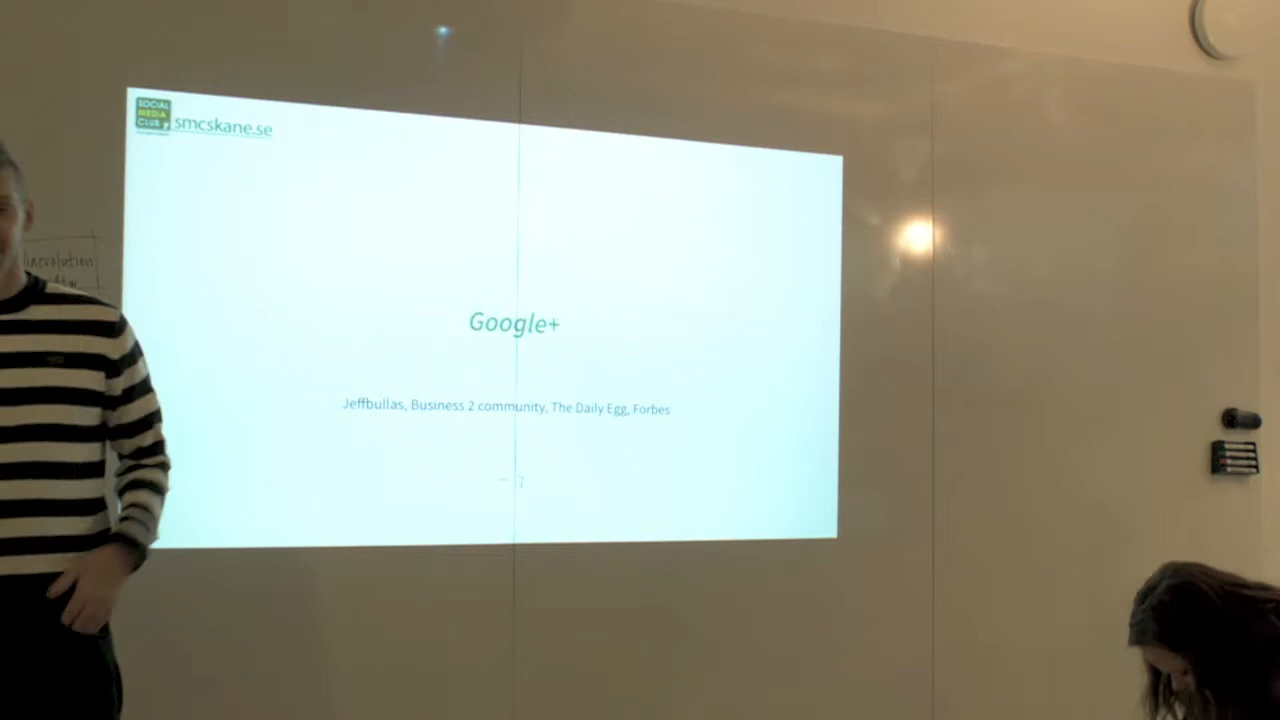 SOCIAL
MEDIA
CLUB
smcskane.se
Google+
Jeffbullas, Business 2 community, The Daily Egg, Forbes